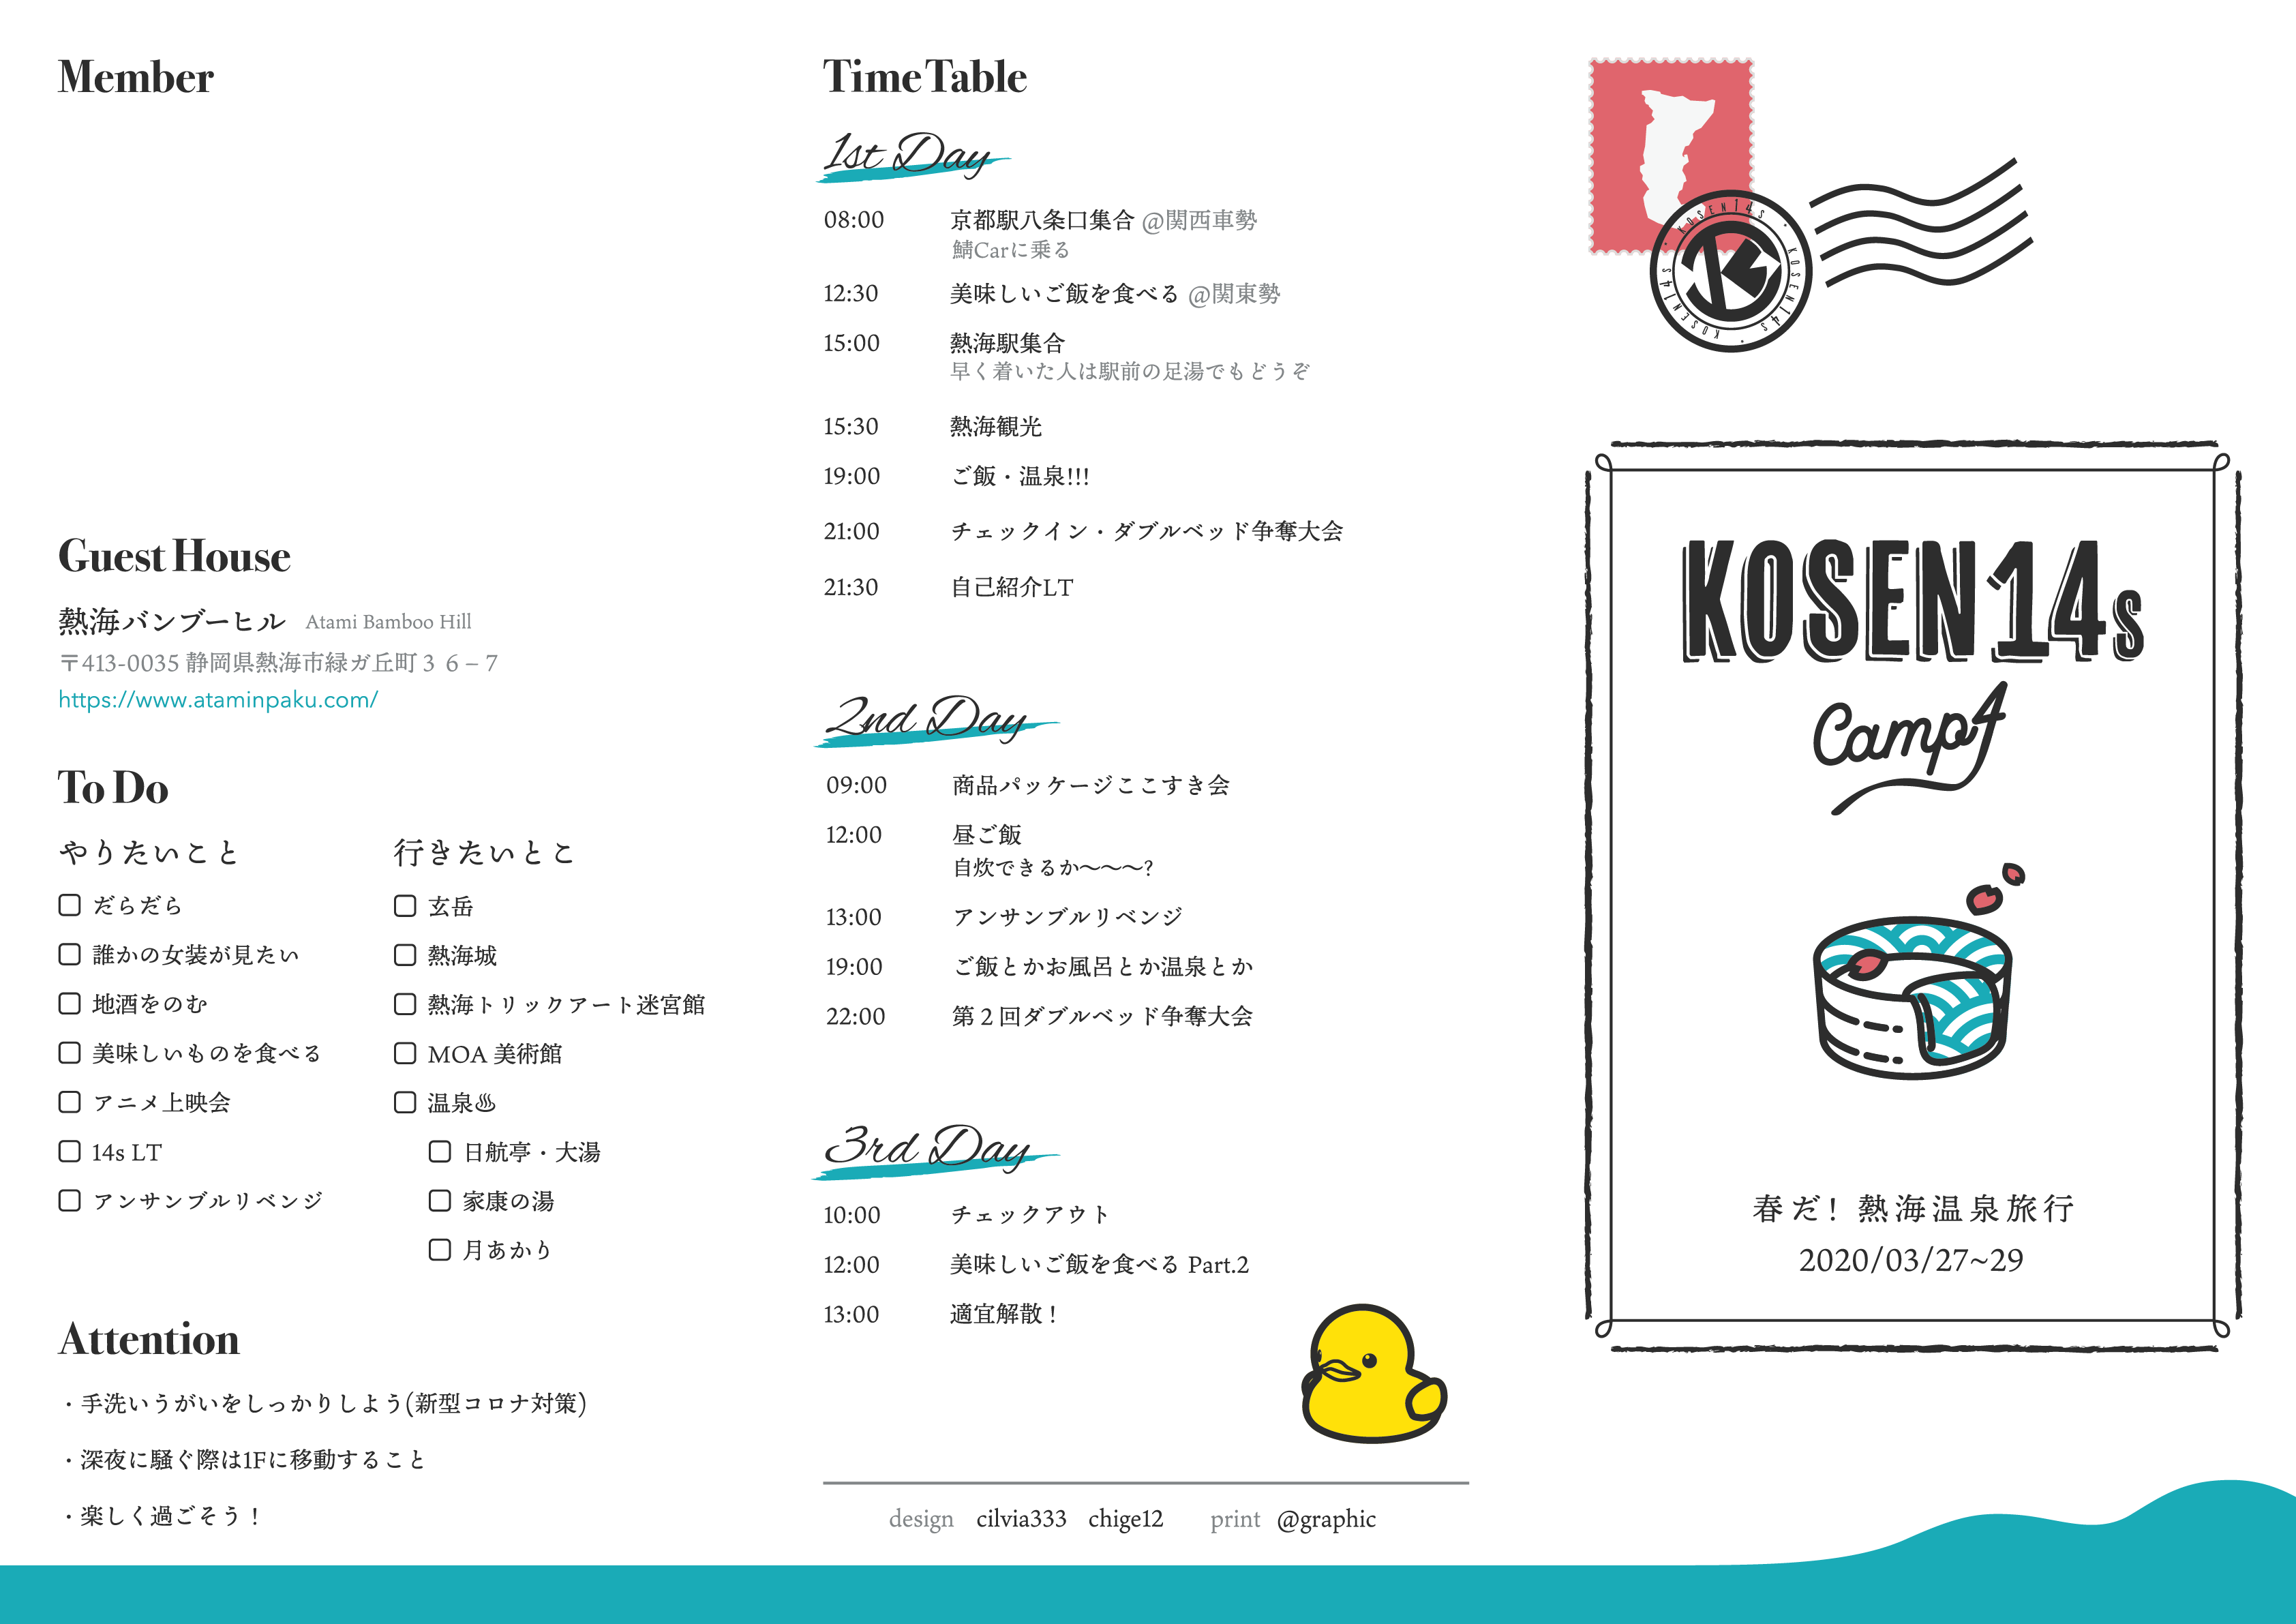 Member
Guest House
熱海バンブーヒル Atami Bamboo Hill
〒413-0035 静岡県熱海市緑ガ丘町３６−７
https://www.ataminpaku.com/
To Do
やりたいこと
だらだら
誰かの女装が見たい
地酒をのむ
美味しいものを食べる
アニメ上映会
14s LT
アンサンブルリベンジ
行きたいとこ
玄岳
熱海城
熱海トリックアート迷宮館
MOA 美術館
温泉♨
日航亭・大湯
家康の湯
月あかり
Attention
・手洗いうがいをしっかりしよう(新型コロナ対策)
・深夜に騒ぐ際は1Fに移動すること
・楽しく過ごそう！
Time Table
1st Day
08:00 京都駅八条口集合 @関西車勢
鯖Carに乗る
12:30 美味しいご飯を食べる @関東勢
15:00 熱海駅集合
早く着いた人は駅前の足湯でもどうぞ
15:30 熱海観光
19:00 ご飯・温泉!!!
21:00 チェックイン・ダブルベッド争奪大会
21:30 自己紹介LT
2nd Day
09:00 商品パッケージここすき会
12:00 昼ご飯
自炊できるか〜〜〜?
13:00 アンサンブルリベンジ
19:00 ご飯とかお風呂とか温泉とか
22:00 第２回ダブルベッド争奪大会
3rd Day
10:00 チェックアウト
12:00 美味しいご飯を食べる Part.2
13:00 適宜解散！
design cilvia333 chige12 print @graphic
KOSEN14s・KOSEN14s・KOSEN14s・
KOSEN14s
Camp4
春だ！熱海温泉旅行
2020/03/27~29